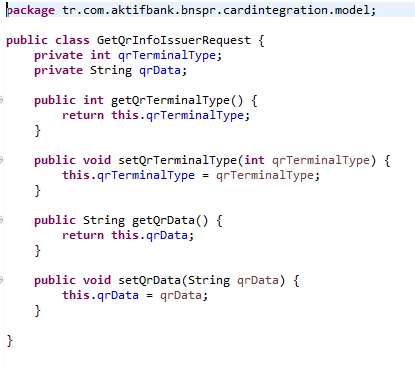 package tr.com.aktifbank.bnspr.cardintegration.model;
public class GetQrInfoIssuerRequest {
private int qrTerminalType;
private String qrData;
public int getQrTerminalType() {
return this.qrTerminalType;
}
public void setQrTerminalType(int qrTerminalType) {
this.qrTerminalType = qrTerminalType;
}
public String getQrData() {
return this.qrData;
}
public void setQrData(String qrData) {
this.qrData = qrData;
}
}